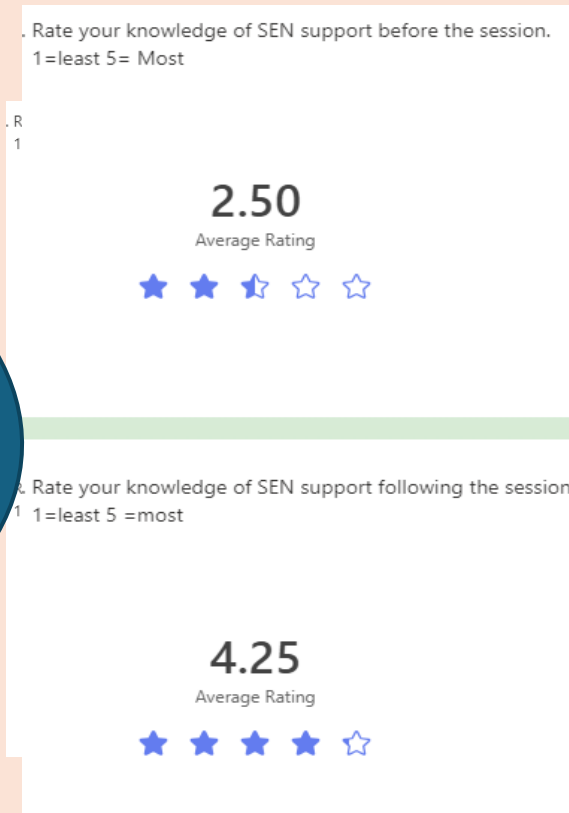 . Rate your knowledge of SEN support before the session.
1=least 5= Most
. R
1
2.50
Average Rating
. Rate your knowledge of SEN support following the session
1 1=least 5 =most
4.25
Average Rating